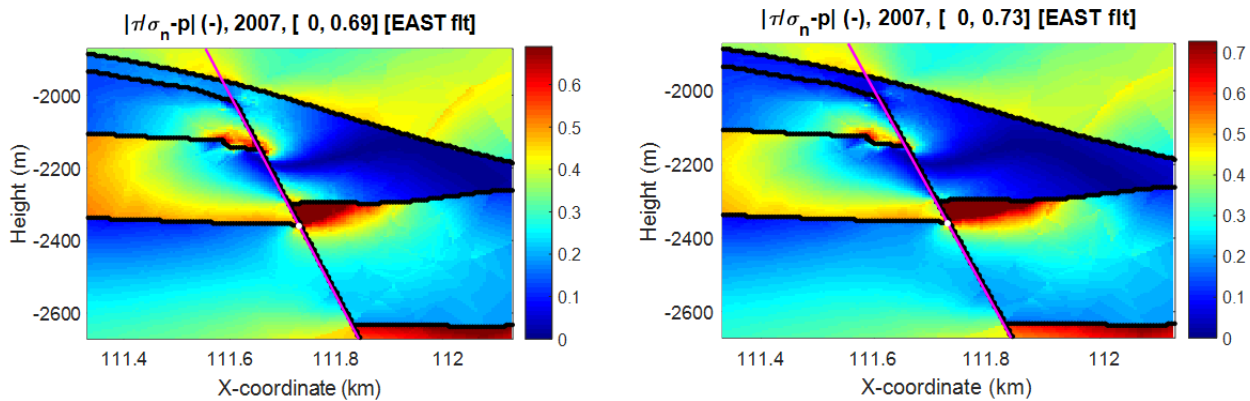 |τ/σn-p| (-), 2007, [ 0, 0.69] [EAST flt]
-2000
-2200
-2400
-2600
Height (m)
111.4 111.6 111.8 112
X-coordinate (km)
0.6
0.5
0.4
0.3
0.2
0.1
0
|τ/σn-p| (-), 2007, [ 0, 0.73] [EAST flt]
-2000
-2200
-2400
-2600
Height (m)
111.4 111.6 111.8 112
X-coordinate (km)
0.7
0.6
0.5
0.4
0.3
0.2
0.1
0